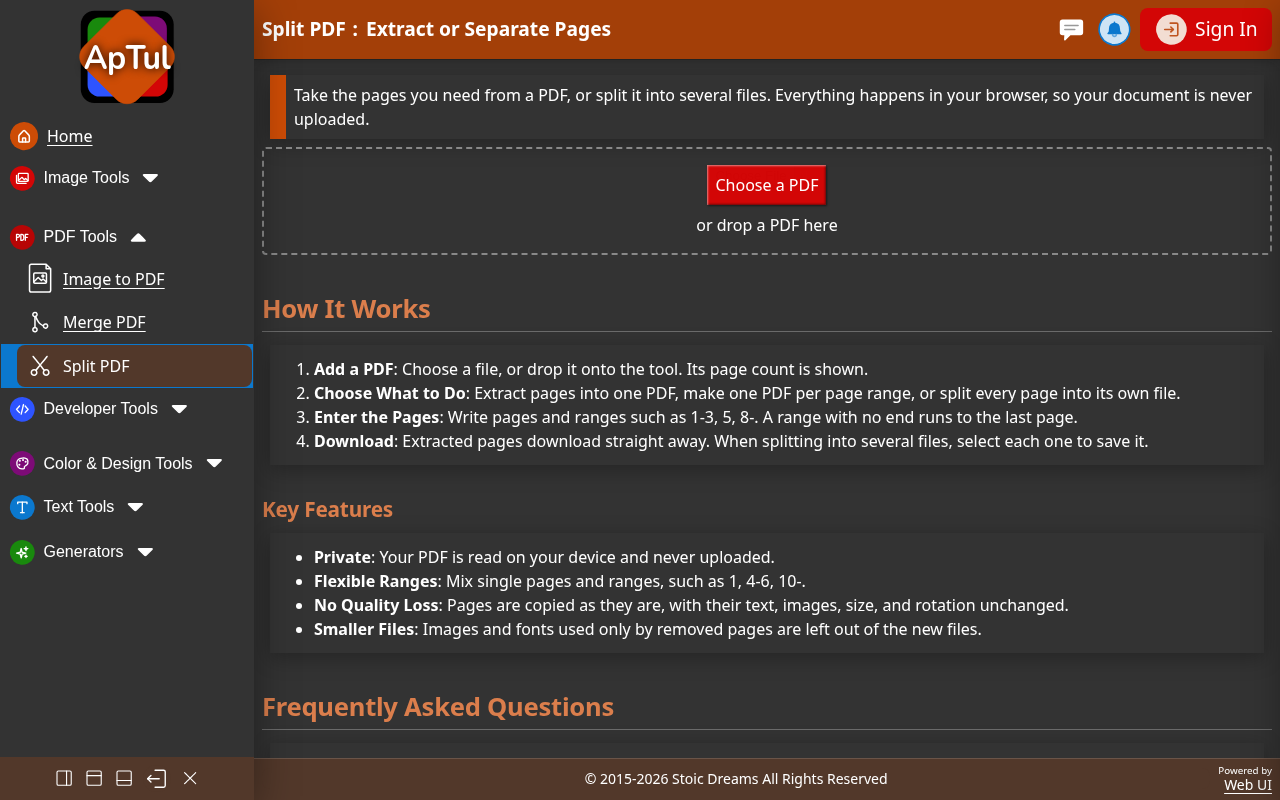 ApTul
Home
Image Tools
PDF
PDF Tools
Image to PDF
Merge PDF
Split PDF
Developer Tools
Color & Design Tools
Text Tools
Generators
Split PDF : Extract or Separate Pages
Sign In
Take the pages you need from a PDF, or split it into several files. Everything happens in your browser, so your document is never
uploaded.
Choose a PDF
or drop a PDF here
How It Works
1. Add a PDF: Choose a file, or drop it onto the tool. Its page count is shown.
2. Choose What to Do: Extract pages into one PDF, make one PDF per page range, or split every page into its own file.
3. Enter the Pages: Write pages and ranges such as 1-3, 5, 8-. A range with no end runs to the last page.
4. Download: Extracted pages download straight away. When splitting into several files, select each one to save it.
Key Features
• Private: Your PDF is read on your device and never uploaded.
• Flexible Ranges: Mix single pages and ranges, such as 1, 4-6, 10-.
• No Quality Loss: Pages are copied as they are, with their text, images, size, and rotation unchanged.
• Smaller Files: Images and fonts used only by removed pages are left out of the new files.
Frequently Asked Questions
© 2015-2026 Stoic Dreams All Rights Reserved
Powered by
Web UI